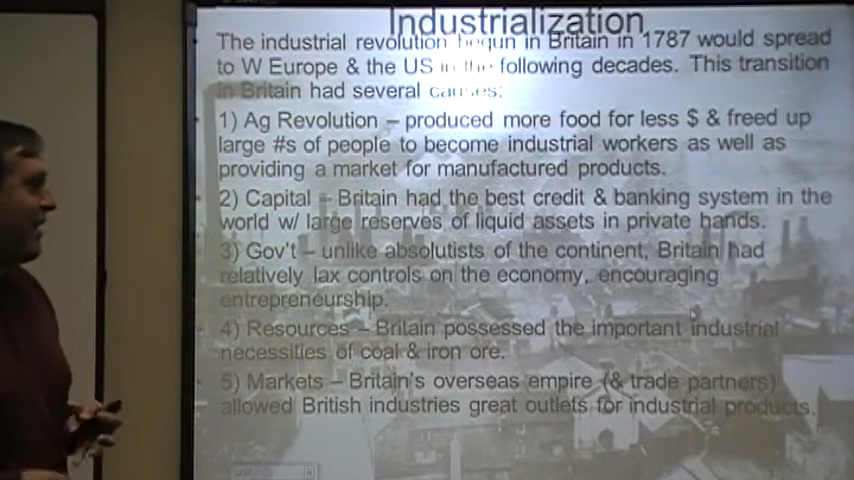 Industrialization
The industrial revolution begun in Britain in 1787 would spread
to W Europe & the US in the following decades. This transition
in Britain had several causes:
1) Ag Revolution – produced more food for less $ & freed up
large #s of people to become industrial workers as well as
providing a market for manufactured products.
2) Capital – Britain had the best credit & banking system in the
world w/ large reserves of liquid assets in private hands.
3) Gov't – unlike absolutists of the continent, Britain had
relatively lax controls on the economy, encouraging
entrepreneurship.
4) Resources – Britain possessed the important industrial
necessities of coal & iron ore.
5) Markets – Britain's overseas empire (& trade partners)
allowed British industries great outlets for industrial products.